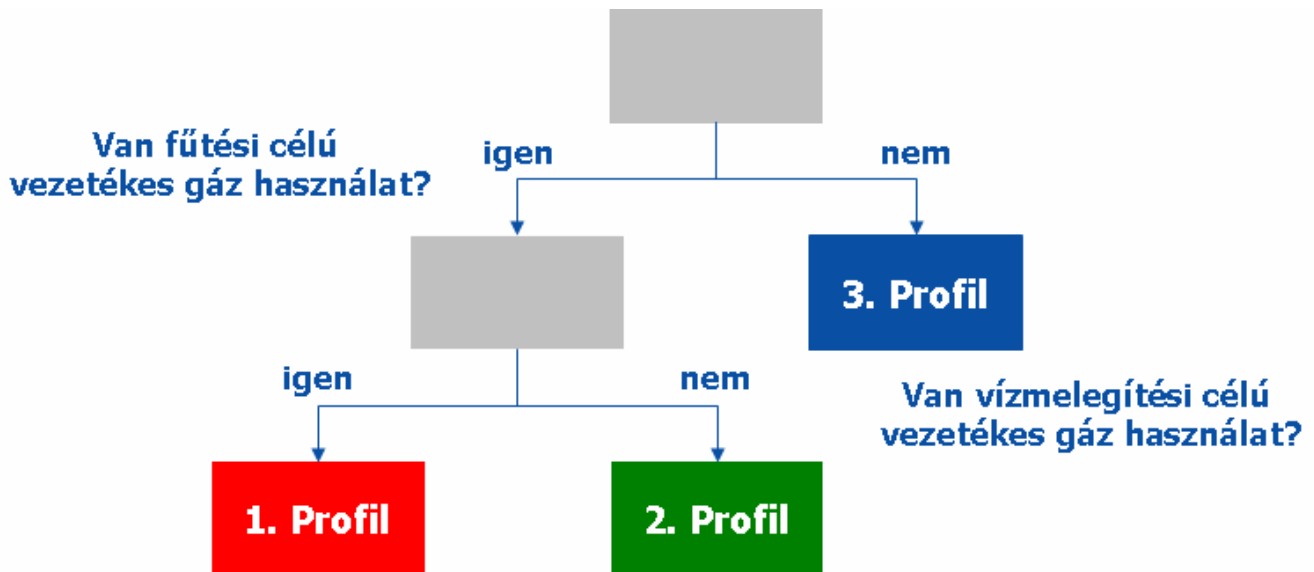 Van fűtési célú
vezetékes gáz használat?
igen
nem
3. Profil
igen
nem
Van vízmelegítési célú
vezetékes gáz használat?
1. Profil
2. Profil